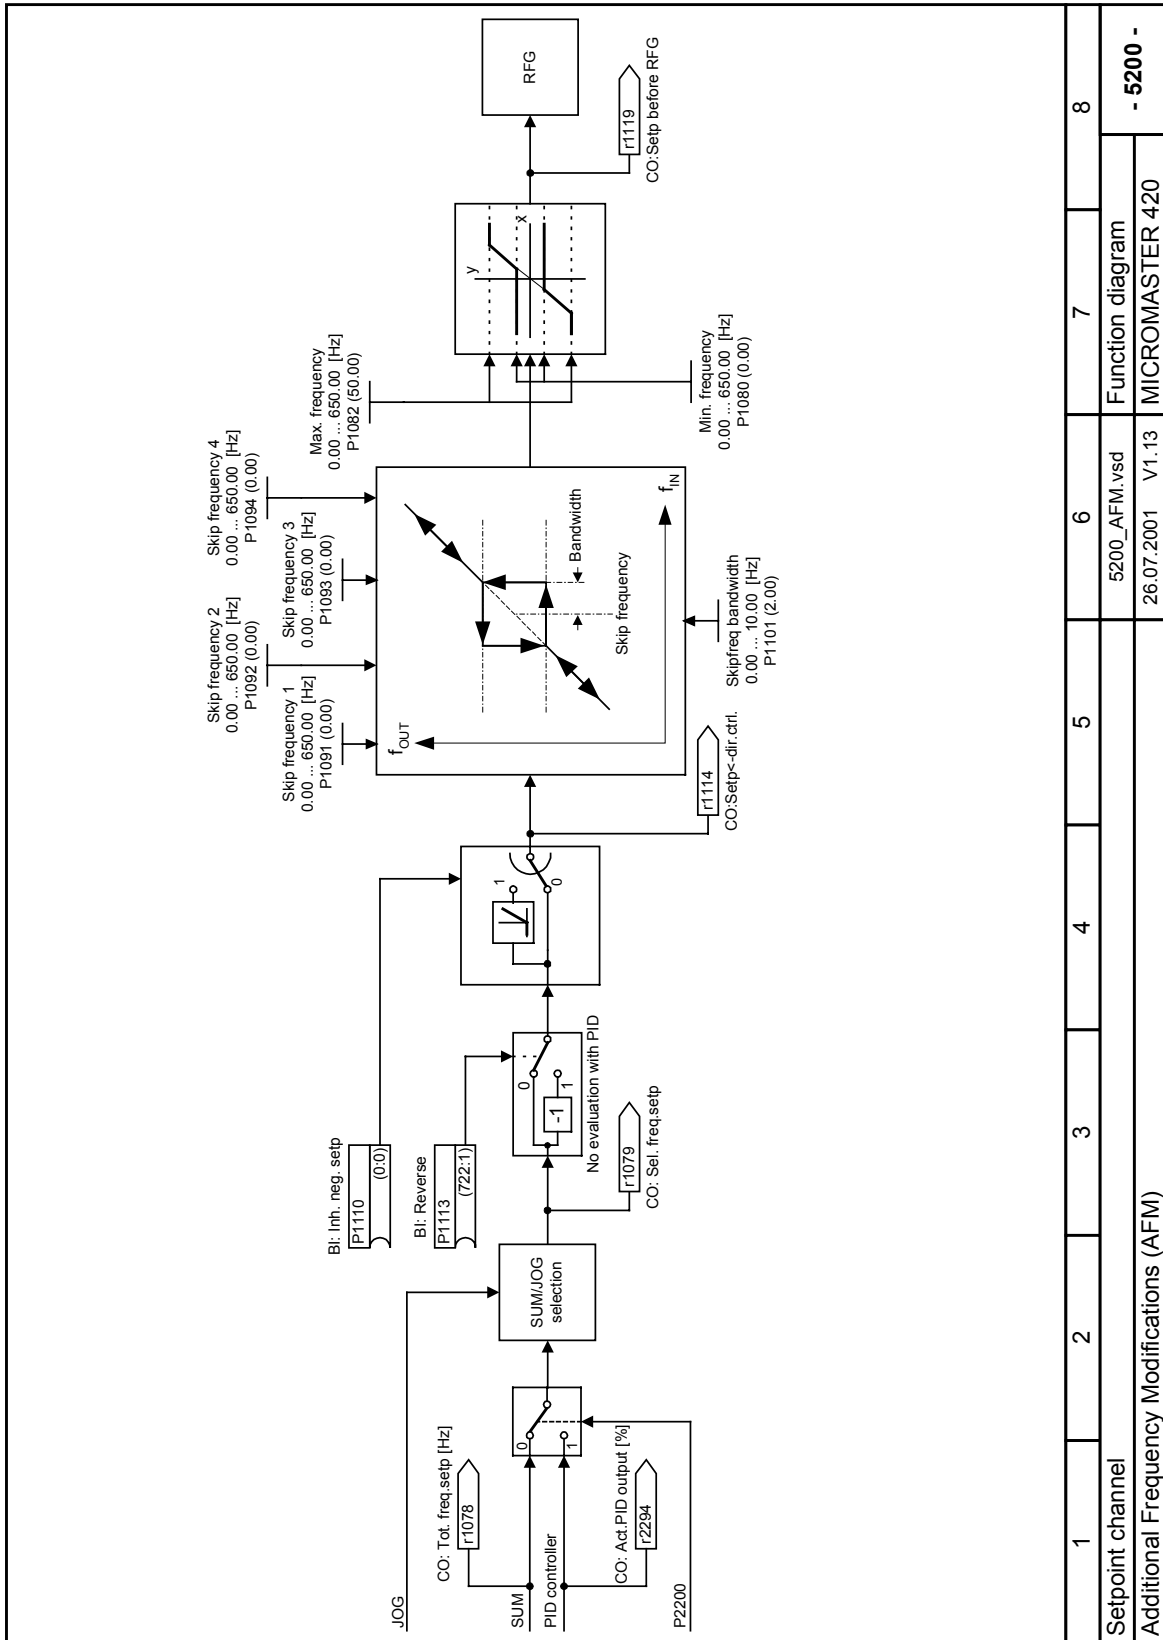 JOG
SUM
PID controller
P2200
CO: Tot. freq.setp [Hz]
r1078
CO: Act.PID output [%]
r2294
0
1
SUM/JOG
selection
BI: Inh. neg. setp
P1110
(0:0)
BI: Reverse
P1113
(722:1)
0
1
-1
No evaluation with PID
r1079
CO: Sel. freq.setp
1
0
r1114
CO:Setp<-dir.ctrl.
Skip frequency 1
0.00 ... 650.00 [Hz]
P1091 (0.00)
Skip frequency 2
0.00 ... 650.00 [Hz]
P1092 (0.00)
Skip frequency 3
0.00 ... 650.00 [Hz]
P1093 (0.00)
Skip frequency 4
0.00 ... 650.00 [Hz]
P1094 (0.00)
fOUT
fIN
Bandwidth
Skip frequency
Skipfreq bandwidth
0.00 ... 10.00 [Hz]
P1101 (2.00)
Max. frequency
0.00 ... 650.00 [Hz]
P1082 (50.00)
y
x
Min. frequency
0.00 ... 650.00 [Hz]
P1080 (0.00)
RFG
r1119
CO:Setp before RFG
1 2 3 4 5 6 7 8
Setpoint channel 5200_AFM.vsd Function diagram - 5200 -
Additional Frequency Modifications (AFM) 26.07.2001 V1.13 MICROMASTER 420